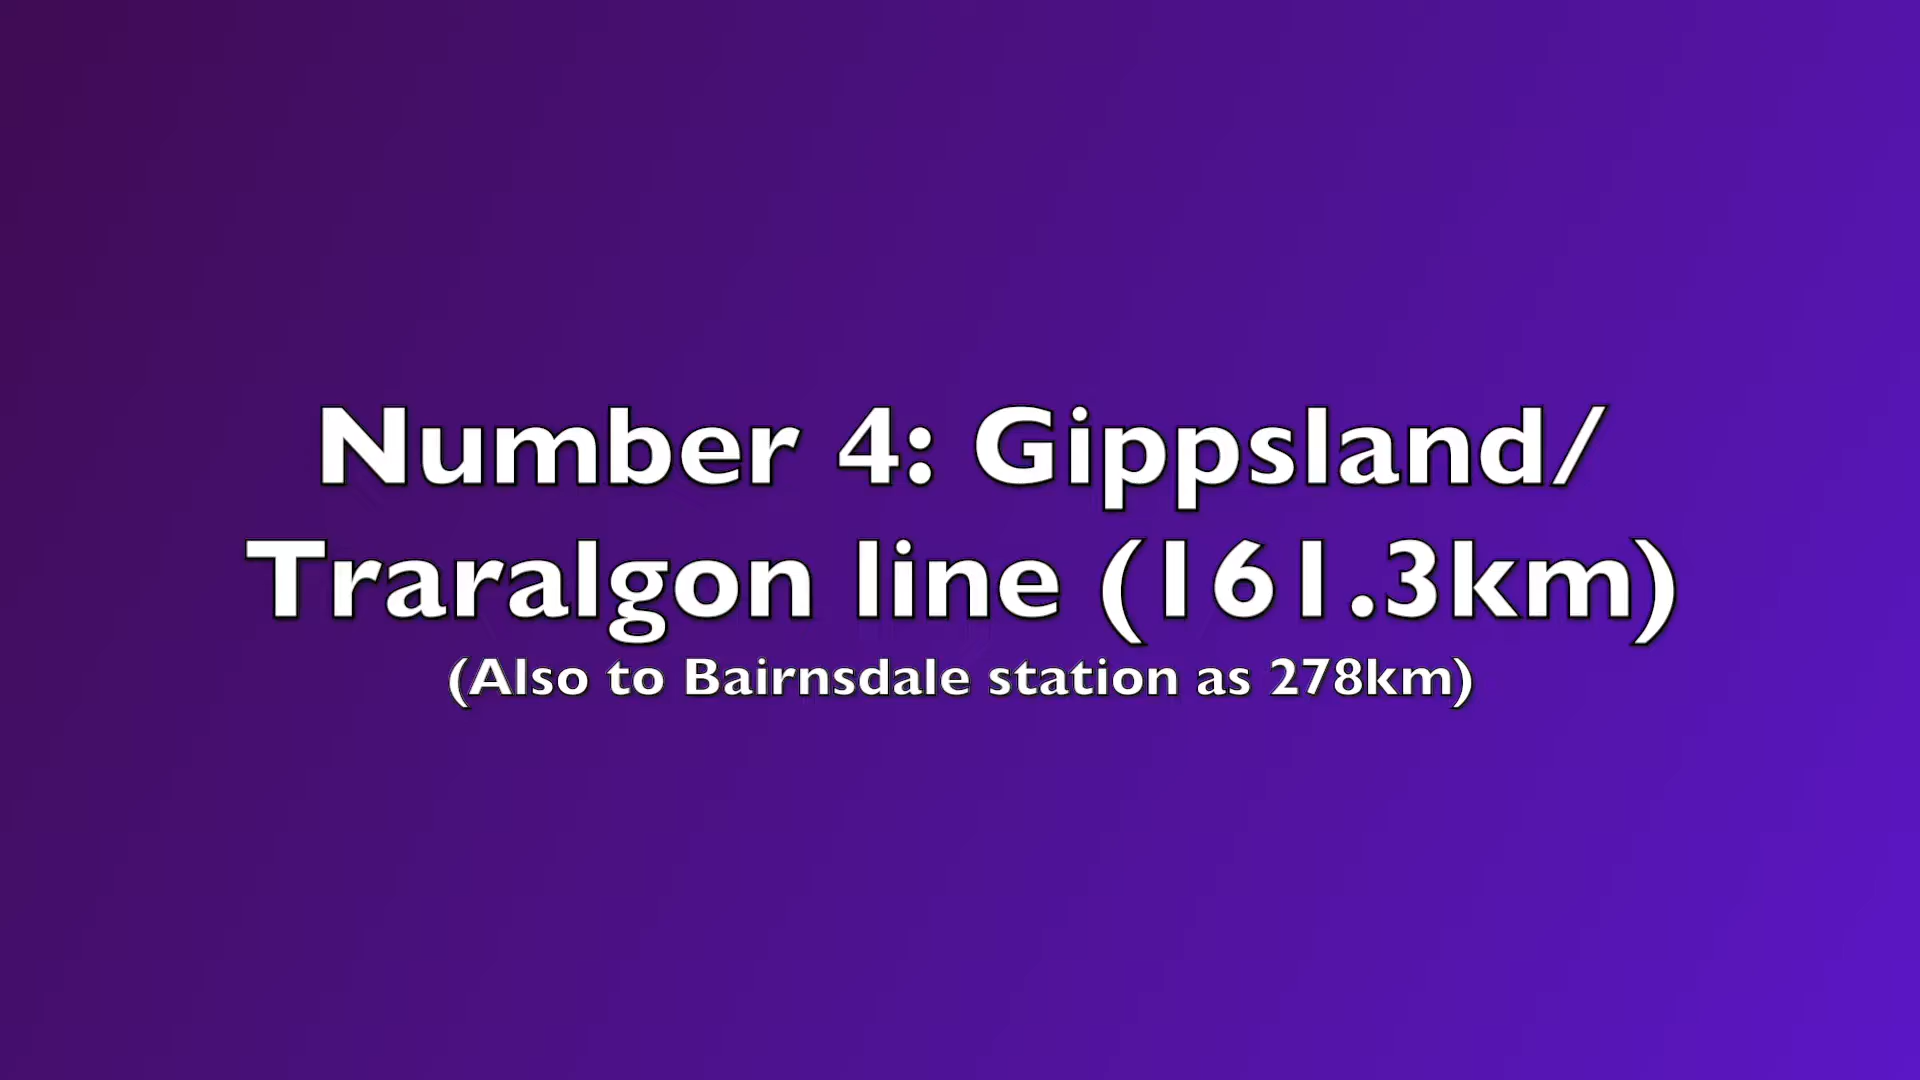 Number 4: Gippsland/
Traralgon line (161.3km)
(Also to Bairnsdale station as 278km)